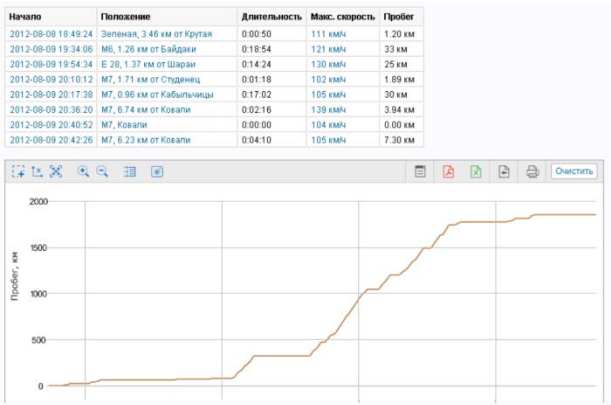 Начало Положение Длительность Макс. скорость Пробег
2012-08-08 18:49:24 Зеленая, 3.46 км от Крутая 0:00:50 111 км/ч 1.20 км
2012-08-09 19:34:06 М6, 1.26 км от Байдаки 0:18:54 121 км/ч 33 км
2012-08-09 19:54:34 Е 28, 1.37 км от Шараи 0:14:24 130 км/ч 25 км
2012-08-09 20:10:12 М7, 1.71 км от Студенец 0:01:18 102 км/ч 1.89 км
2012-08-09 20:17:38 М7, 0.96 км от Кабыльчицы 0:17:02 105 км/ч 30 км
2012-08-09 20:36:20 М7, 6.74 км от Ковали 0:02:16 139 км/ч 3.94 км
2012-08-09 20:40:52 М7, Ковали 0:00:00 104 км/ч 0.00 км
2012-08-09 20:42:26 М7, 6.23 км от Ковали 0:04:10 105 км/ч 7.30 км
Очистить
Пробег, км
2000
1500
1000
500
0